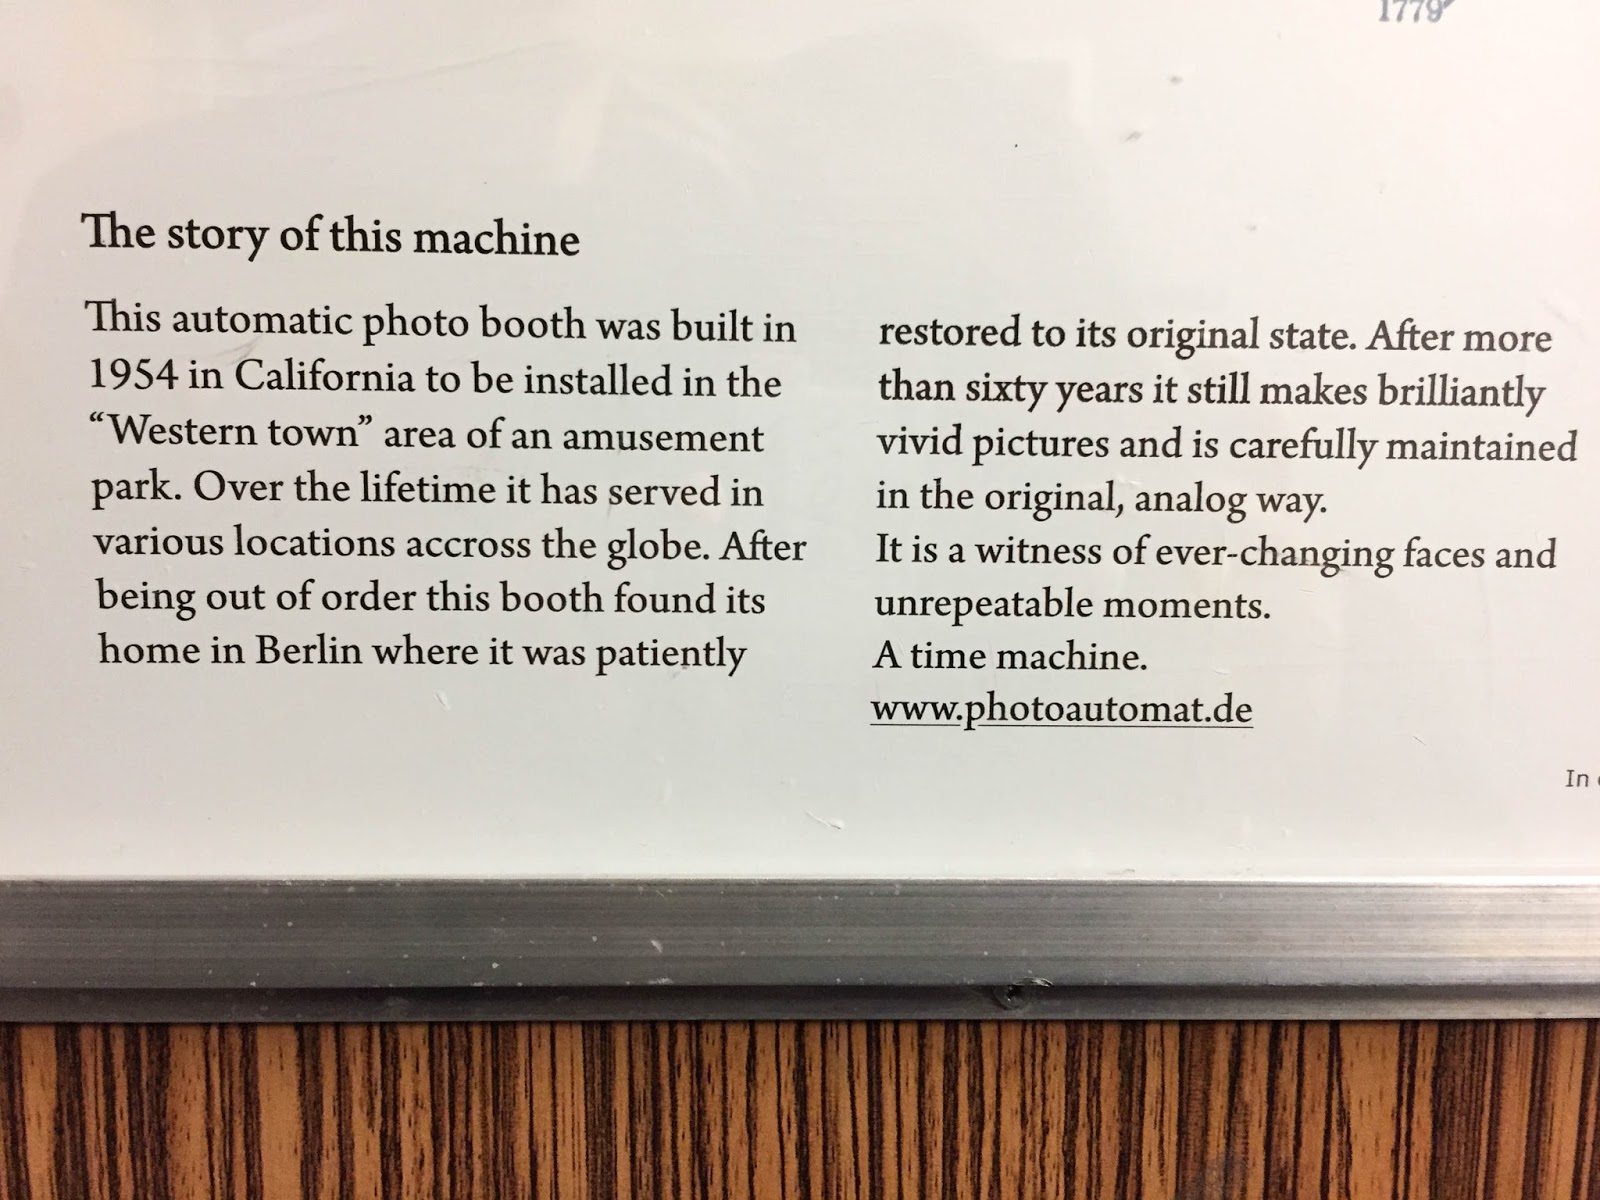 1779
The story of this machine
This automatic photo booth was built in
1954 in California to be installed in the
“Western town” area of an amusement
park. Over the lifetime it has served in
various locations accross the globe. After
being out of order this booth found its
home in Berlin where it was patiently
restored to its original state. After more
than sixty years it still makes brilliantly
vivid pictures and is carefully maintained
in the original, analog way.
It is a witness of ever-changing faces and
unrepeatable moments.
A time machine.
www.photoautomat.de
In